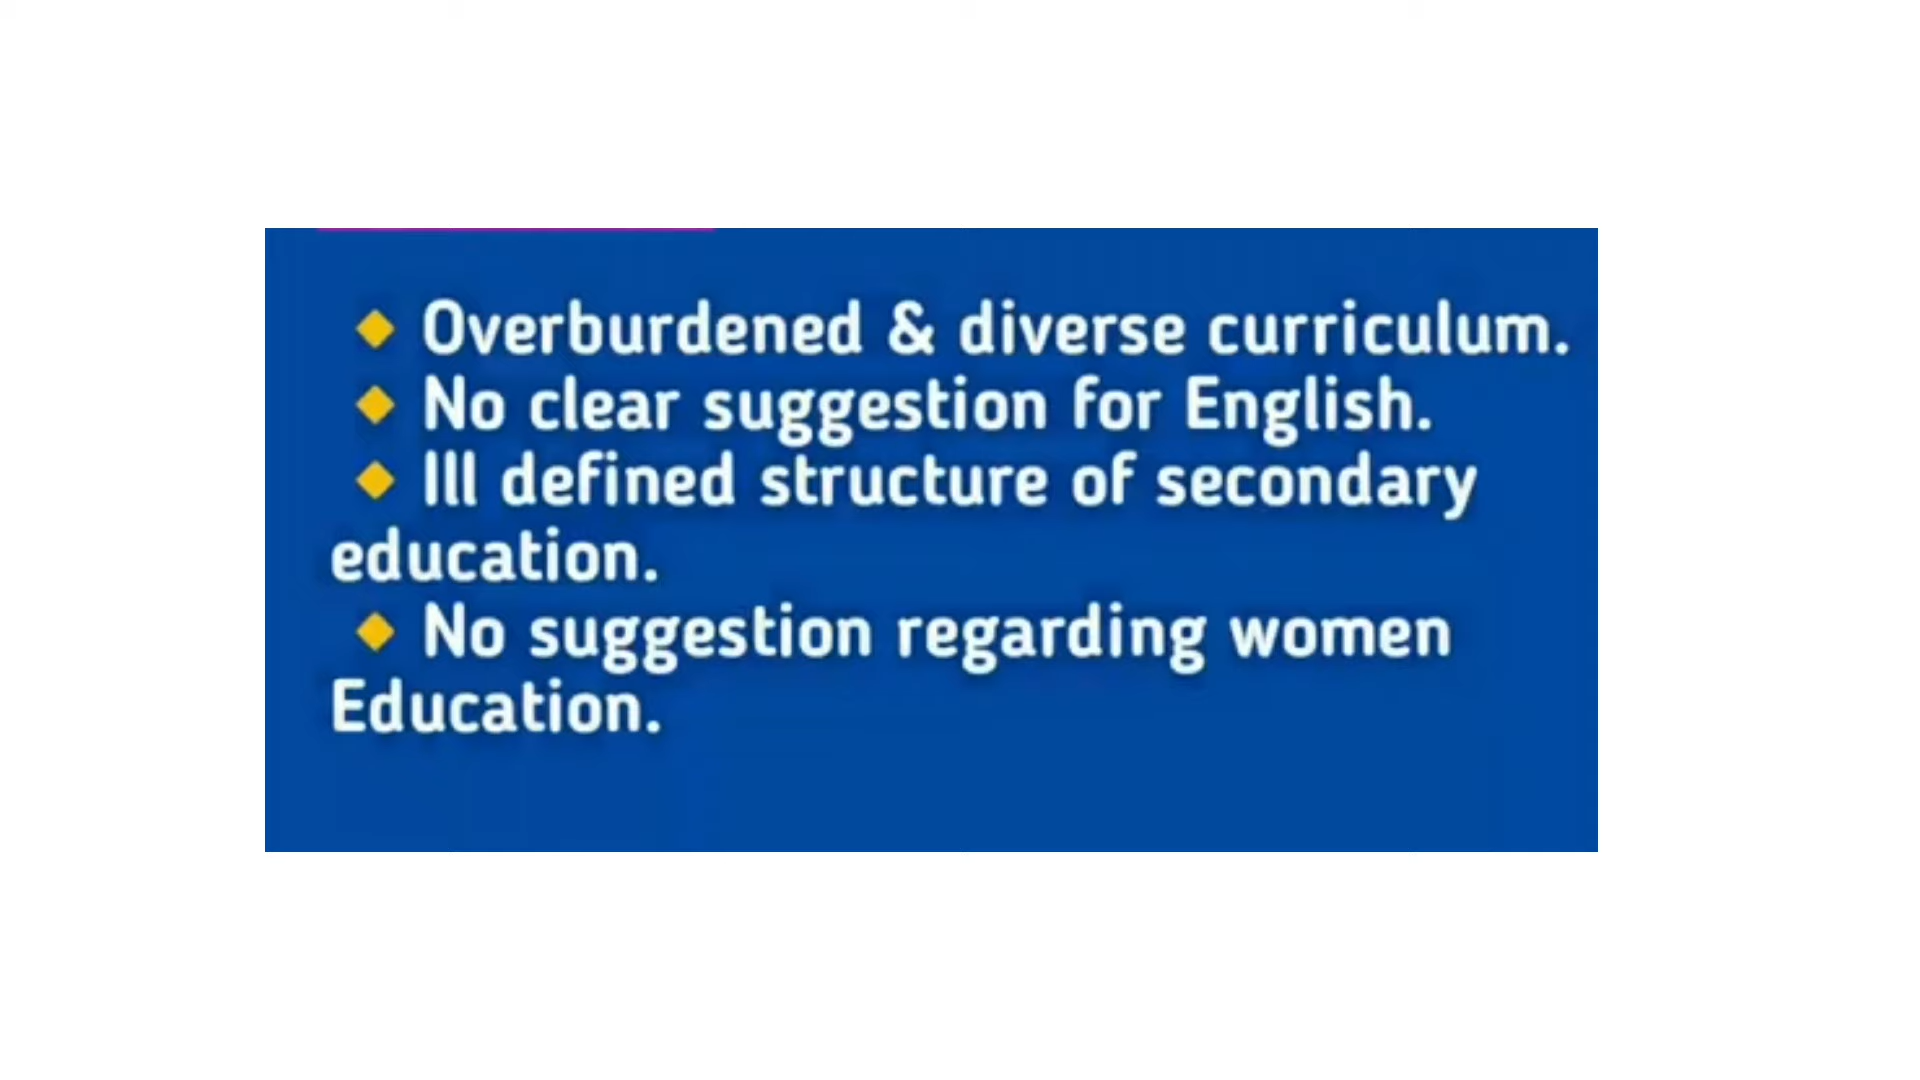 ◆ Overburdened & diverse curriculum.
◆ No clear suggestion for English.
◆ Ill defined structure of secondary
education.
◆ No suggestion regarding women
Education.